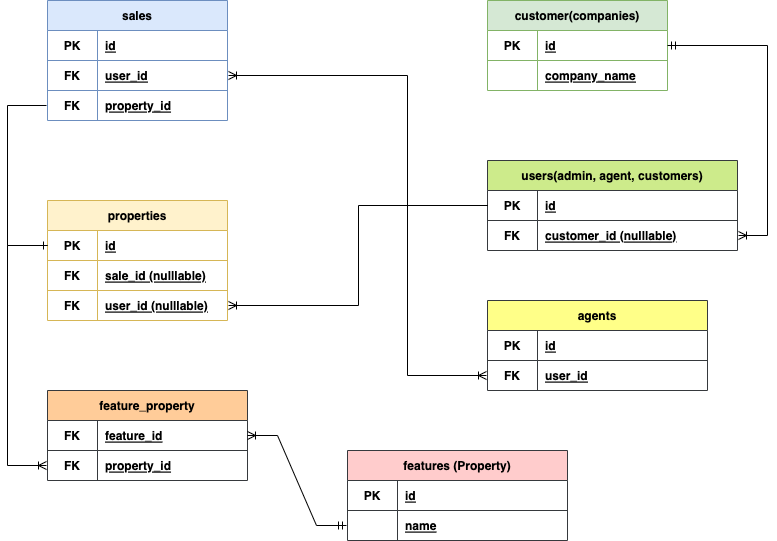 sales
PK id
FK user_id
FK property_id
customer(companies)
PK id
company_name
users(admin, agent, customers)
PK id
FK customer_id (nulllable)
properties
PK id
FK sale_id (nulllable)
FK user_id (nulllable)
agents
PK id
FK user_id
feature_property
FK feature_id
FK property_id
features (Property)
PK id
name